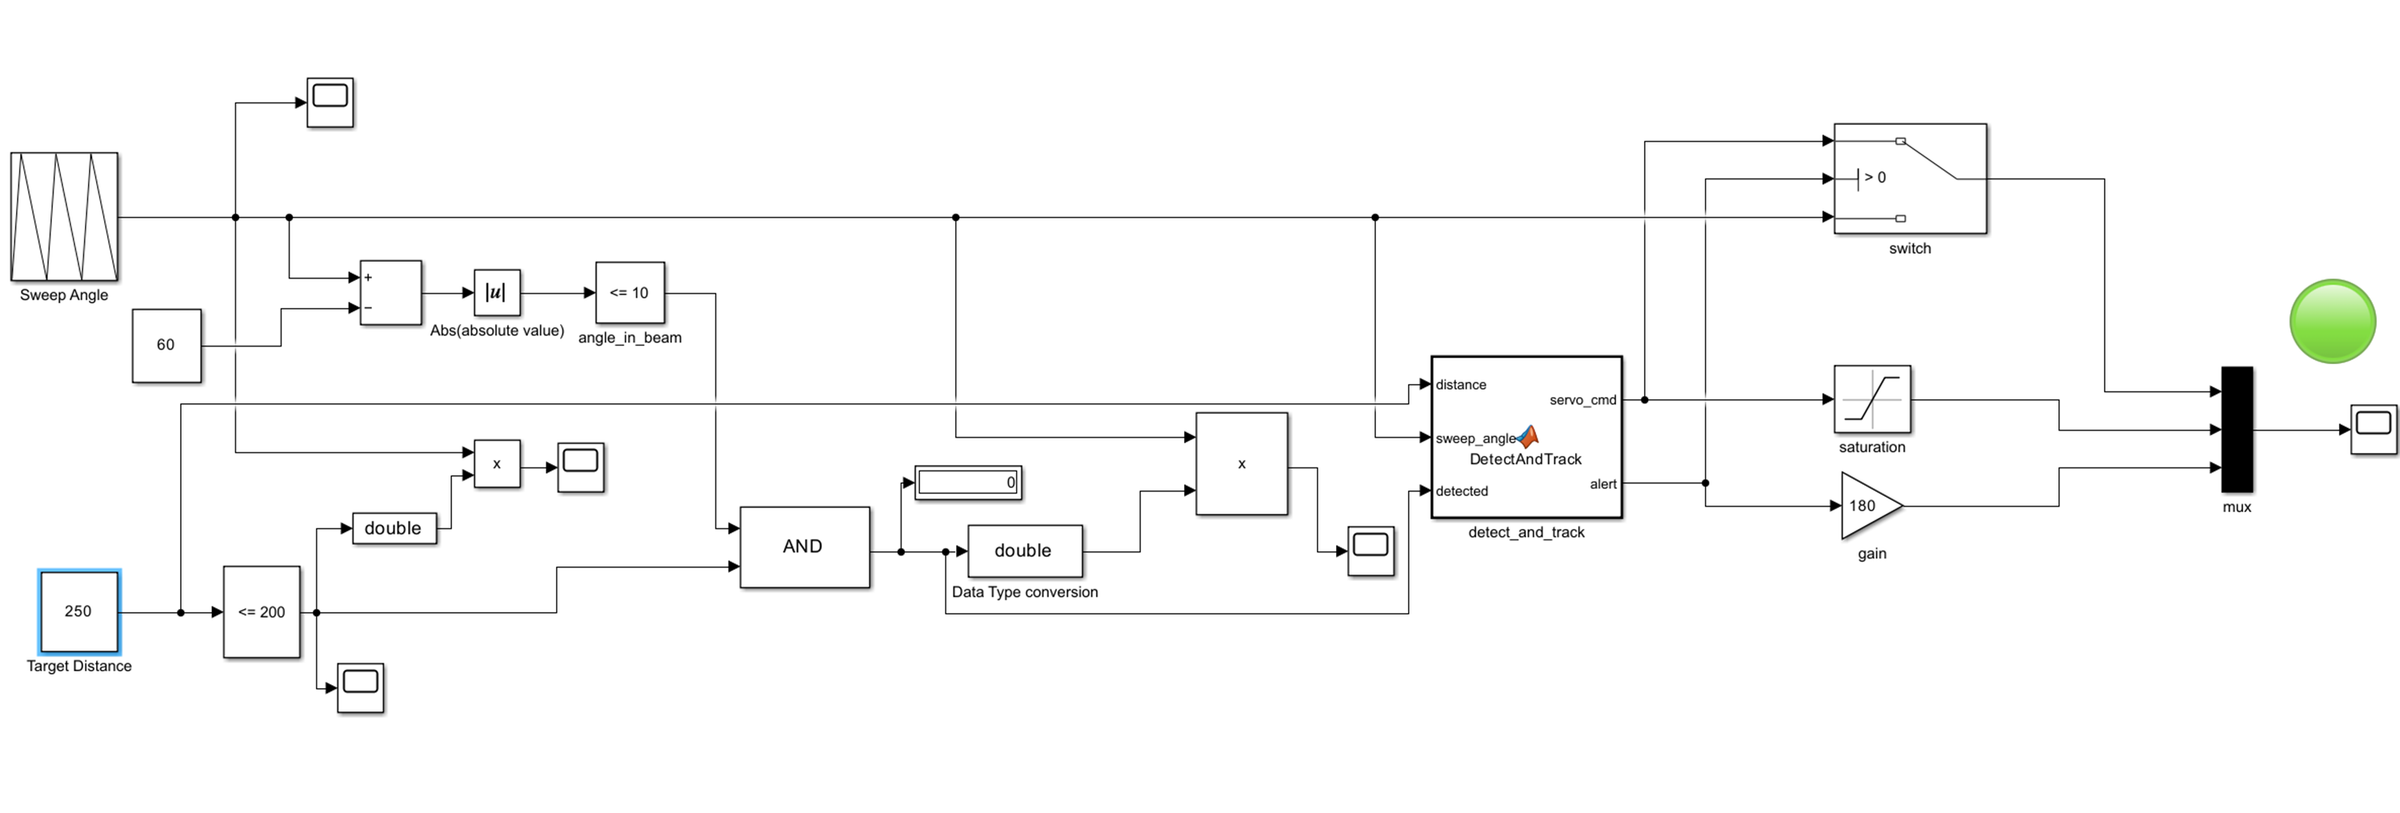 Sweep Angle
60
+
−
|u|
Abs(absolute value)
<= 10
angle_in_beam
> 0
switch
distance
sweep_angle
detected
servo_cmd
alert
DetectAndTrack
detect_and_track
saturation
180
gain
mux
x
double
250
Target Distance
<= 200
AND
0
double
Data Type conversion
x